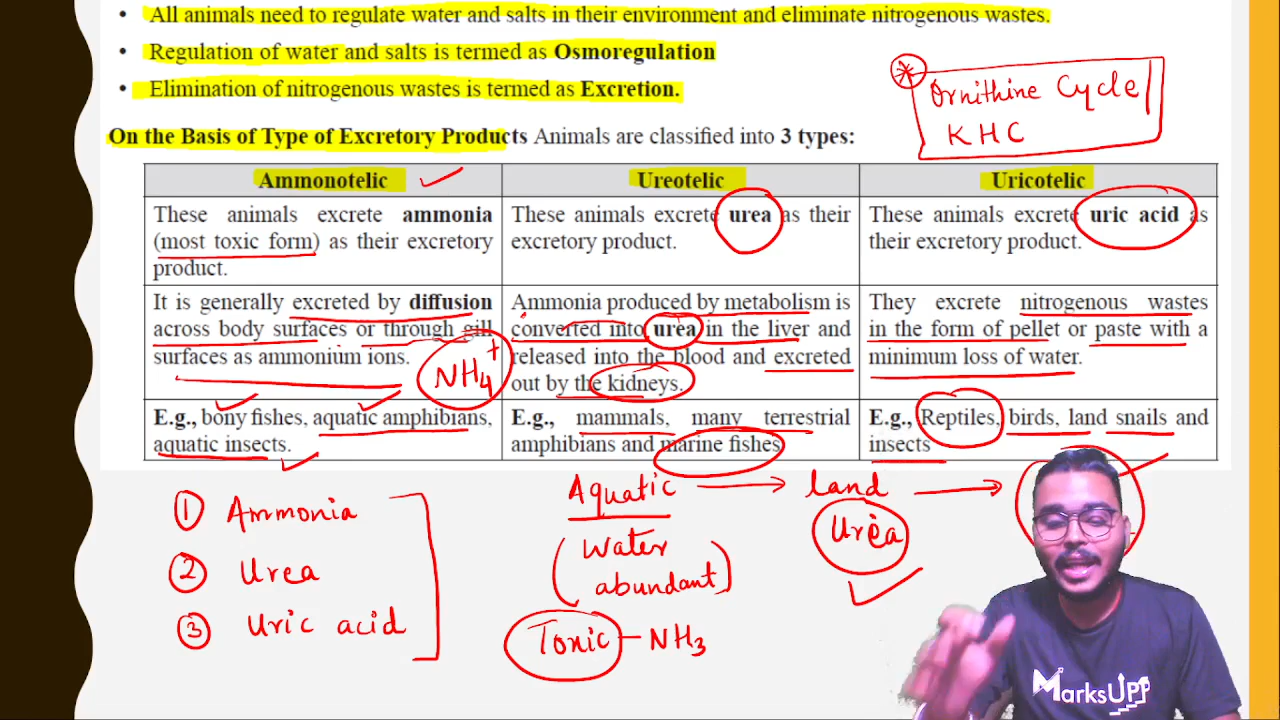 • All animals need to regulate water and salts in their environment and eliminate nitrogenous wastes.
• Regulation of water and salts is termed as Osmoregulation
• Elimination of nitrogenous wastes is termed as Excretion.
Ornithine Cycle
KHC
On the Basis of Type of Excretory Products Animals are classified into 3 types:
Ammonotelic
These animals excrete ammonia
(most toxic form) as their excretory
product.
It is generally excreted by diffusion
across body surfaces or through gill
surfaces as ammonium ions.
NH4+
E.g., bony fishes, aquatic amphibians,
aquatic insects.
Ureotelic
These animals excrete urea as their
excretory product.
Ammonia produced by metabolism is
converted into urea in the liver and
released into the blood and excreted
out by the kidneys.
E.g., mammals, many terrestrial
amphibians and marine fishes
Uricotelic
These animals excrete uric acid as
their excretory product.
They excrete nitrogenous wastes
in the form of pellet or paste with a
minimum loss of water.
E.g., Reptiles, birds, land snails and
insects
1 Ammonia
2 Urea
3 Uric acid
Aquatic → land →
(Water
abundant)
Urea
Toxic - NH3
MarksUPP